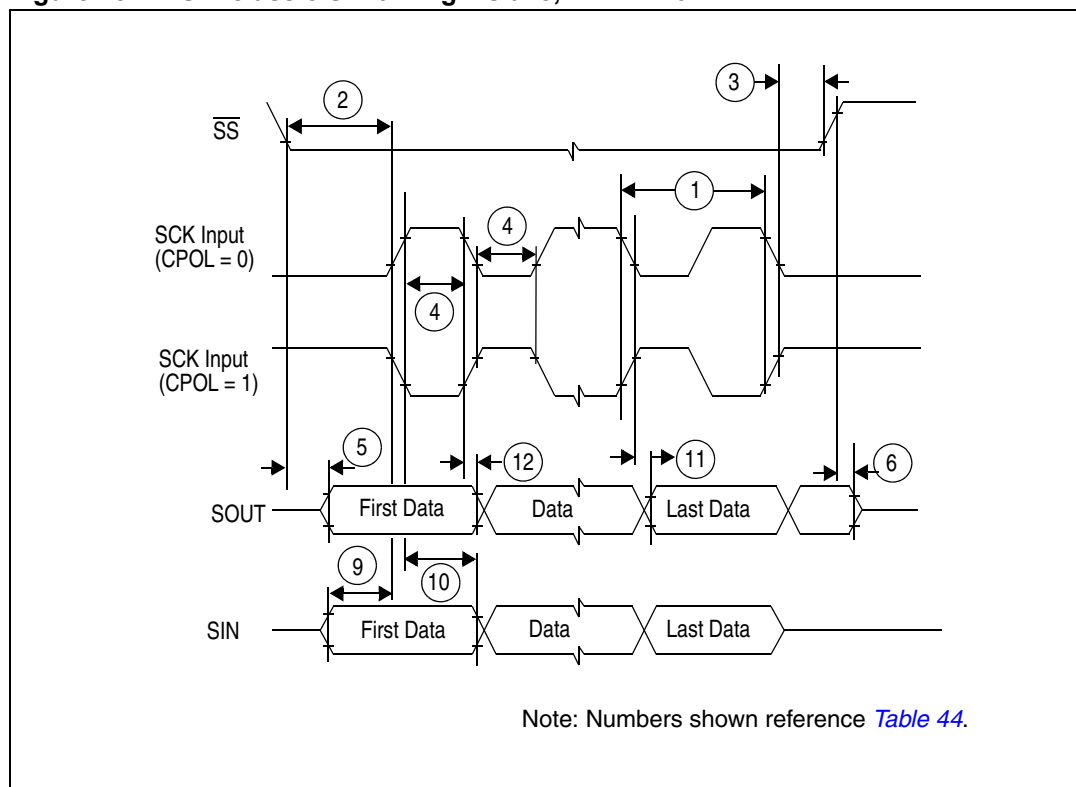 3
2
SS
1
SCK Input
(CPOL = 0)
4
4
SCK Input
(CPOL = 1)
5
12
11
6
SOUT
First Data
Data
Last Data
9
10
SIN
First Data
Data
Last Data
Note: Numbers shown reference Table 44.